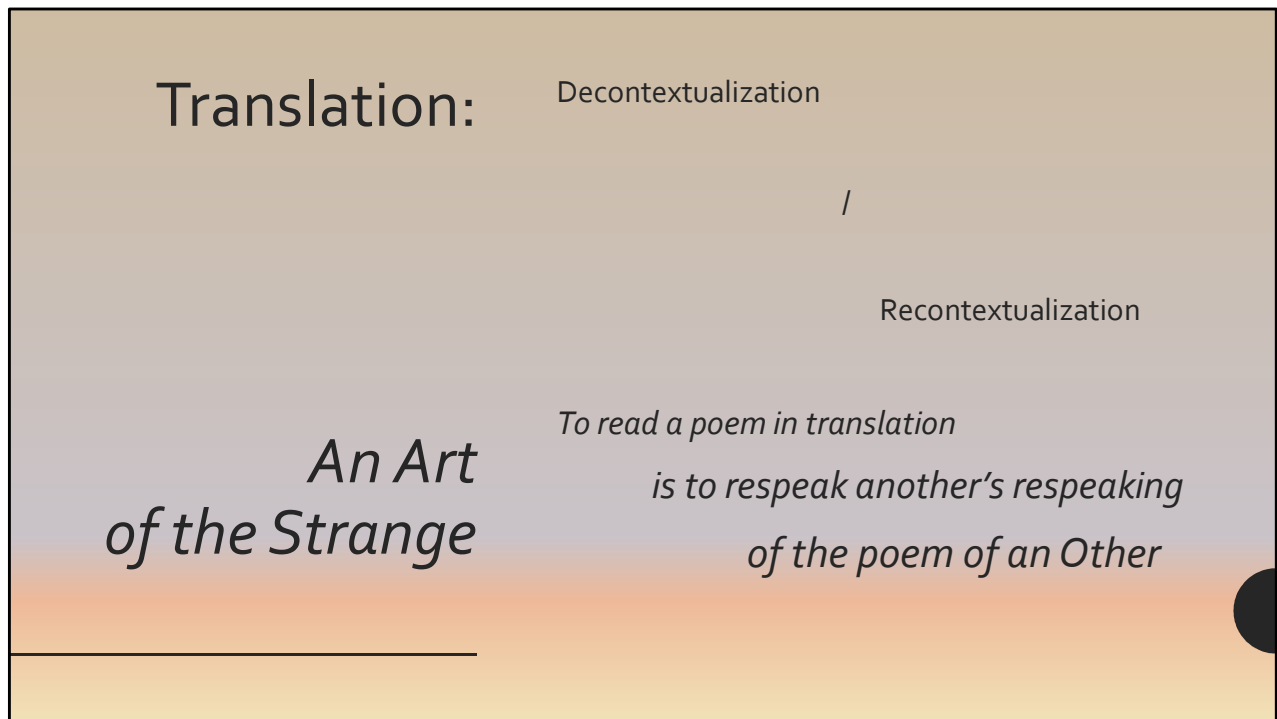 Translation:
An Art
of the Strange
Decontextualization
/
Recontextualization
To read a poem in translation
is to respeak another’s respeaking
of the poem of an Other